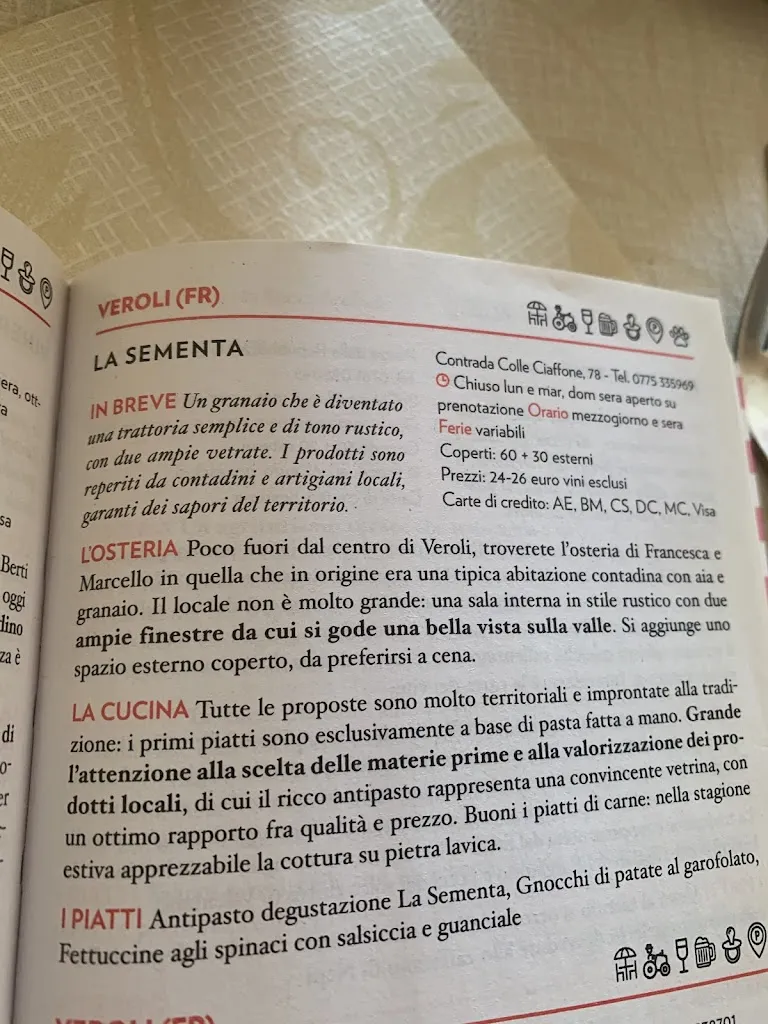 VEROLI (FR)
LA SEMENTA
IN BREVE Un granaio che è diventato
una trattoria semplice e di tono rustico,
con due ampie vetrate. I prodotti sono
reperiti da contadini e artigiani locali,
garanti dei sapori del territorio.
Contrada Colle Ciaffone, 78 - Tel. 0775 335969
Chiuso lun e mar, dom sera aperto su
prenotazione Orario mezzogiorno e sera
Ferie variabili
Coperti: 60 + 30 esterni
Prezzi: 24-26 euro vini esclusi
Carte di credito: AE, BM, CS, DC, MC, Visa
L'OSTERIA Poco fuori dal centro di Veroli, troverete l'osteria di Francesca e
Marcello in quella che in origine era una tipica abitazione contadina con aia e
granaio. Il locale non è molto grande: una sala interna in stile rustico con due
ampie finestre da cui si gode una bella vista sulla valle. Si aggiunge uno
spazio esterno coperto, da preferirsi a cena.
LA CUCINA Tutte le proposte sono molto territoriali e improntate alla tradi-
zione: i primi piatti sono esclusivamente a base di pasta fatta a mano. Grande
l'attenzione alla scelta delle materie prime e alla valorizzazione dei pro-
dotti locali, di cui il ricco antipasto rappresenta una convincente vetrina, con
un ottimo rapporto fra qualità e prezzo. Buoni i piatti di carne: nella stagione
estiva apprezzabile la cottura su pietra lavica.
I PIATTI Antipasto degustazione La Sementa, Gnocchi di patate al garofolato,
Fettuccine agli spinaci con salsiccia e guanciale
VEROLI (FR)